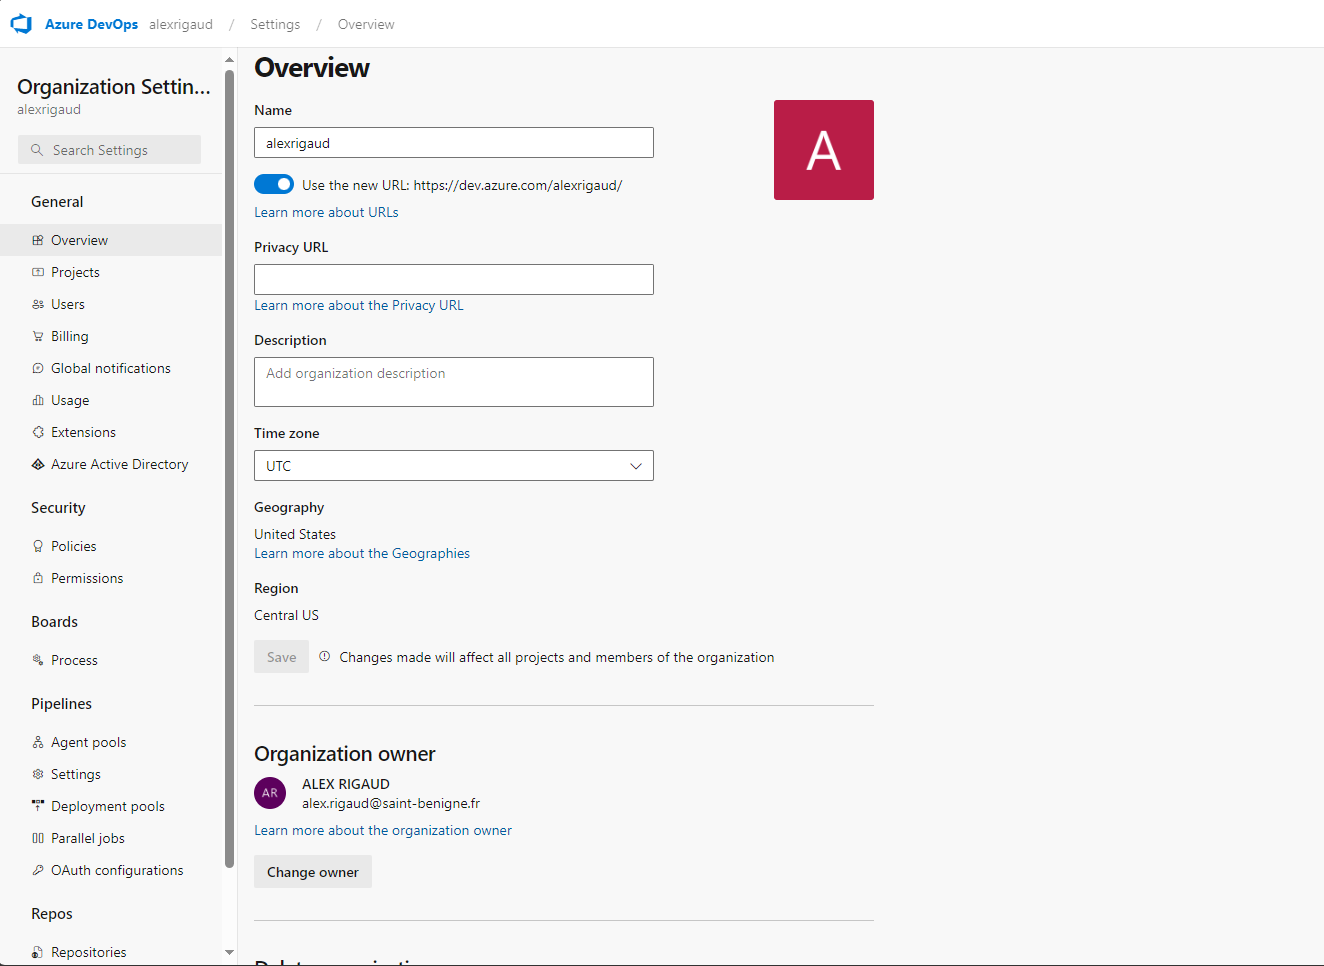 Azure DevOps alexrigaud / Settings / Overview
Organization Settin...
alexrigaud
Search Settings
General
Overview
Projects
Users
Billing
Global notifications
Usage
Extensions
Azure Active Directory
Security
Policies
Permissions
Boards
Process
Pipelines
Agent pools
Settings
Deployment pools
Parallel jobs
OAuth configurations
Repos
Repositories
Overview
Name
alexrigaud
A
Use the new URL: https://dev.azure.com/alexrigaud/
Learn more about URLs
Privacy URL
Learn more about the Privacy URL
Description
Add organization description
Time zone
UTC
Geography
United States
Learn more about the Geographies
Region
Central US
Save Changes made will affect all projects and members of the organization
Organization owner
AR
ALEX RIGAUD
alex.rigaud@saint-benigne.fr
Learn more about the organization owner
Change owner